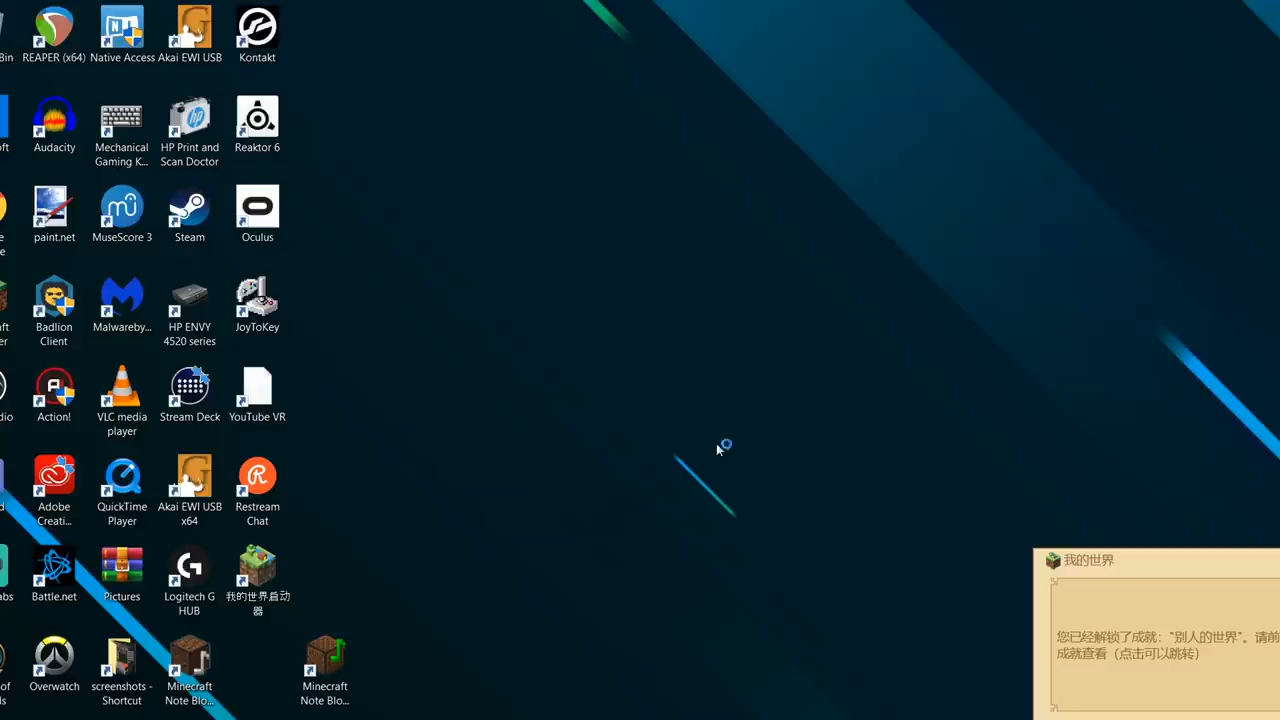 Bin
REAPER (x64)
Native Access
Akai EWI USB
Kontakt
oft
Audacity
Mechanical
Gaming K...
HP Print and
Scan Doctor
Reaktor 6
e
e
paint.net
MuseScore 3
Steam
Oculus
aft
er
Badlion
Client
Malwareby...
HP ENVY
4520 series
JoyToKey
dio
Action!
VLC media
player
Stream Deck
YouTube VR
d
Adobe
Creati...
QuickTime
Player
Akai EWI USB
x64
Restream
Chat
abs
Battle.net
Pictures
Logitech G
HUB
我的世界启动
器
of
ds
Overwatch
screenshots -
Shortcut
Minecraft
Note Blo...
Minecraft
Note Blo...
我的世界
您已经解锁了成就："别人的世界"。请前
成就查看（点击可以跳转）